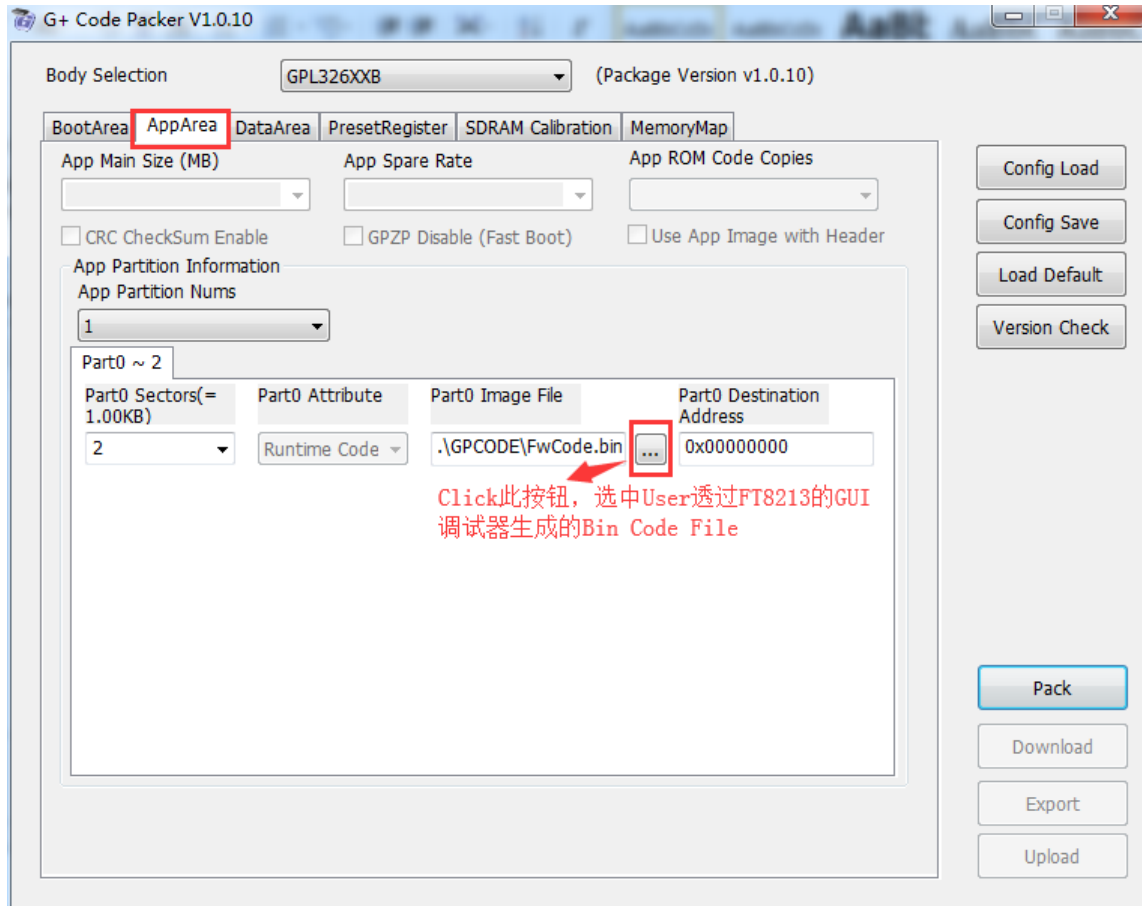 G+ Code Packer V1.0.10
Body Selection
GPL326XXB
(Package Version v1.0.10)
BootArea AppArea DataArea PresetRegister SDRAM Calibration MemoryMap
App Main Size (MB) App Spare Rate App ROM Code Copies
CRC CheckSum Enable GPZP Disable (Fast Boot) Use App Image with Header
App Partition Information
App Partition Nums
1
Part0 ~ 2
Part0 Sectors(=
1.00KB)
Part0 Attribute
Part0 Image File
Part0 Destination
Address
2
Runtime Code
.\GPCODE\FwCode.bin
...
0x00000000
Click此按钮，选中User透过FT8213的GUI
调试器生成的Bin Code File
Config Load
Config Save
Load Default
Version Check
Pack
Download
Export
Upload